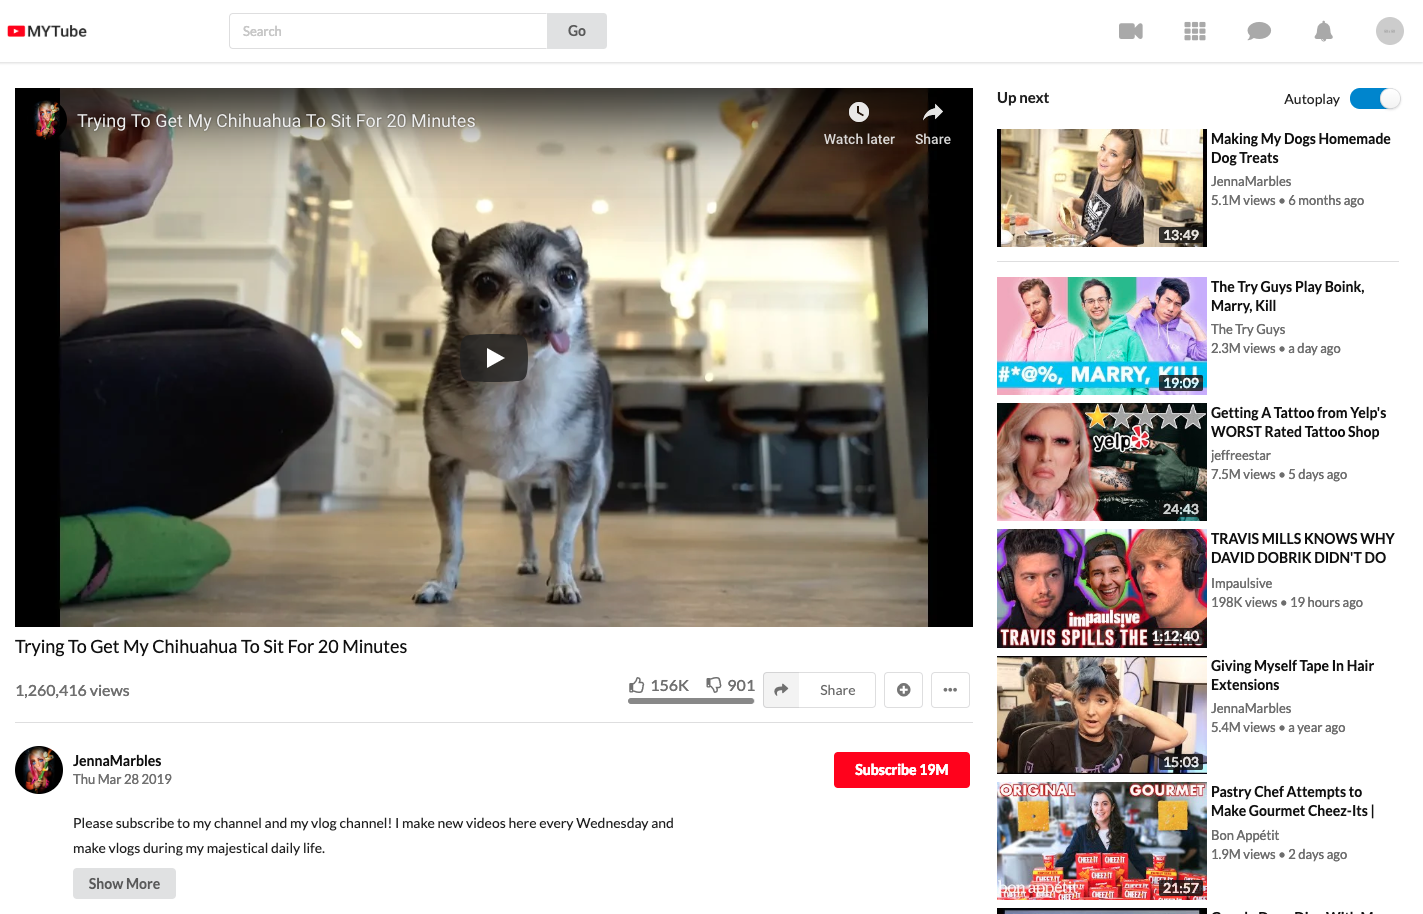 MYTube
Search
Go
Trying To Get My Chihuahua To Sit For 20 Minutes
Watch later
Share
Trying To Get My Chihuahua To Sit For 20 Minutes
1,260,416 views
156K
901
Share
JennaMarbles
Thu Mar 28 2019
Subscribe 19M
Please subscribe to my channel and my vlog channel! I make new videos here every Wednesday and
make vlogs during my majestical daily life.
Show More
Up next
Autoplay
13:49
Making My Dogs Homemade
Dog Treats
JennaMarbles
5.1M views • 6 months ago
#*@%, MARRY, KILL
19:09
The Try Guys Play Boink,
Marry, Kill
The Try Guys
2.3M views • a day ago
yelp
24:43
Getting A Tattoo from Yelp's
WORST Rated Tattoo Shop
jeffreestar
7.5M views • 5 days ago
impaulsive
TRAVIS SPILLS THE
1:12:40
TRAVIS MILLS KNOWS WHY
DAVID DOBRIK DIDN'T DO
Impaulsive
198K views • 19 hours ago
15:03
Giving Myself Tape In Hair
Extensions
JennaMarbles
5.4M views • a year ago
ORIGINAL
GOURMET
CHEEZ-IT
bon appétit
21:57
Pastry Chef Attempts to
Make Gourmet Cheez-Its |
Bon Appétit
1.9M views • 2 days ago